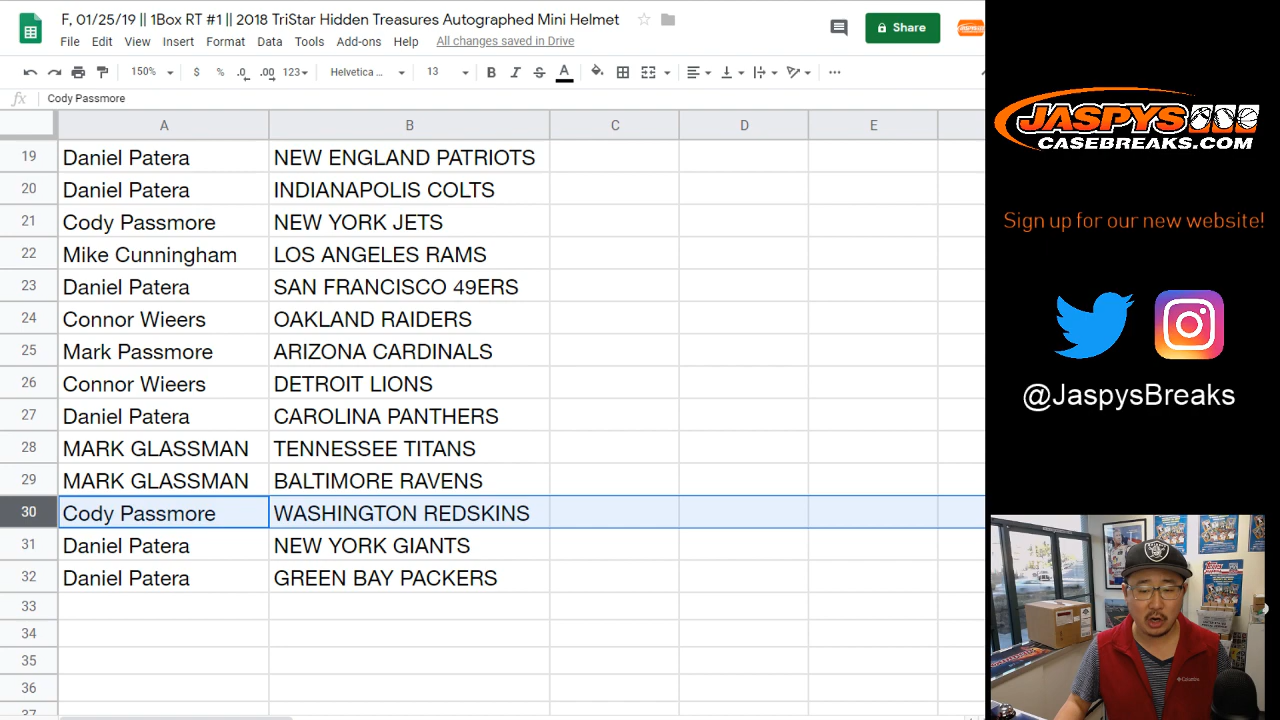 F, 01/25/19 || 1Box RT #1 || 2018 TriStar Hidden Treasures Autographed Mini Helmet
Share
File Edit View Insert Format Data Tools Add-ons Help All changes saved in Drive
150% $ % .0 .00 123 Helvetica ... 13 B I S A ...
fx Cody Passmore
A B C D E
19 Daniel Patera NEW ENGLAND PATRIOTS
20 Daniel Patera INDIANAPOLIS COLTS
21 Cody Passmore NEW YORK JETS
22 Mike Cunningham LOS ANGELES RAMS
23 Daniel Patera SAN FRANCISCO 49ERS
24 Connor Wieers OAKLAND RAIDERS
25 Mark Passmore ARIZONA CARDINALS
26 Connor Wieers DETROIT LIONS
27 Daniel Patera CAROLINA PANTHERS
28 MARK GLASSMAN TENNESSEE TITANS
29 MARK GLASSMAN BALTIMORE RAVENS
30 Cody Passmore WASHINGTON REDSKINS
31 Daniel Patera NEW YORK GIANTS
32 Daniel Patera GREEN BAY PACKERS
33
34
35
36
37
JASPYS
CASEBREAKS.COM
Sign up for our new website!
@JaspysBreaks